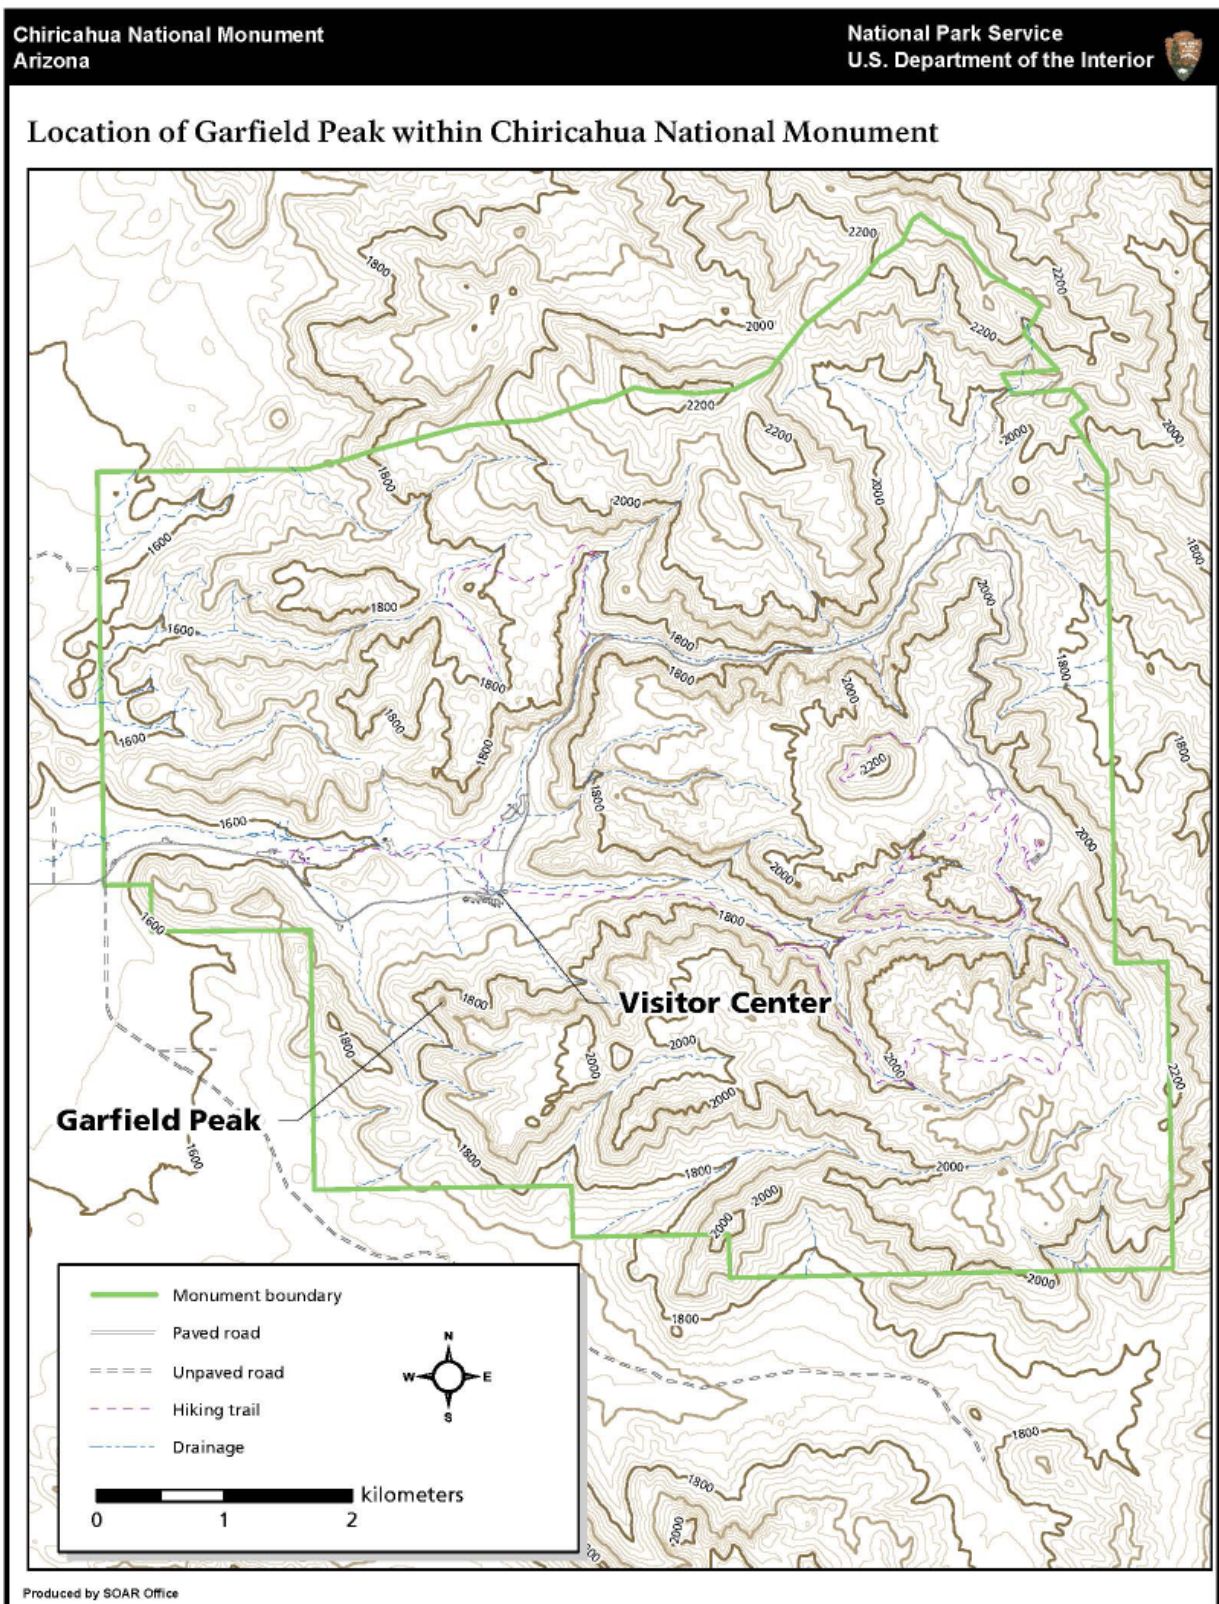 Chiricahua National Monument
Arizona
National Park Service
U.S. Department of the Interior
Location of Garfield Peak within Chiricahua National Monument
2200
1800
2200
2000
2200
2200
2000
2200
2000
1800
2000
2000
1600
1800
2000
1800
1600
1800
1800
1800
2000
1800
1800
1600
1800
1800
2200
1800
1600
2000
2000
1800
1600
1800
Visitor Center
1800
2000
2000
2000
2200
2000
Garfield Peak
1600
1800
1800
2000
2000
2000
2000
1800
Monument boundary
Paved road
Unpaved road
Hiking trail
Drainage
N
W E
S
kilometers
0 1 2
1800
1800
2000
Produced by SOAR Office